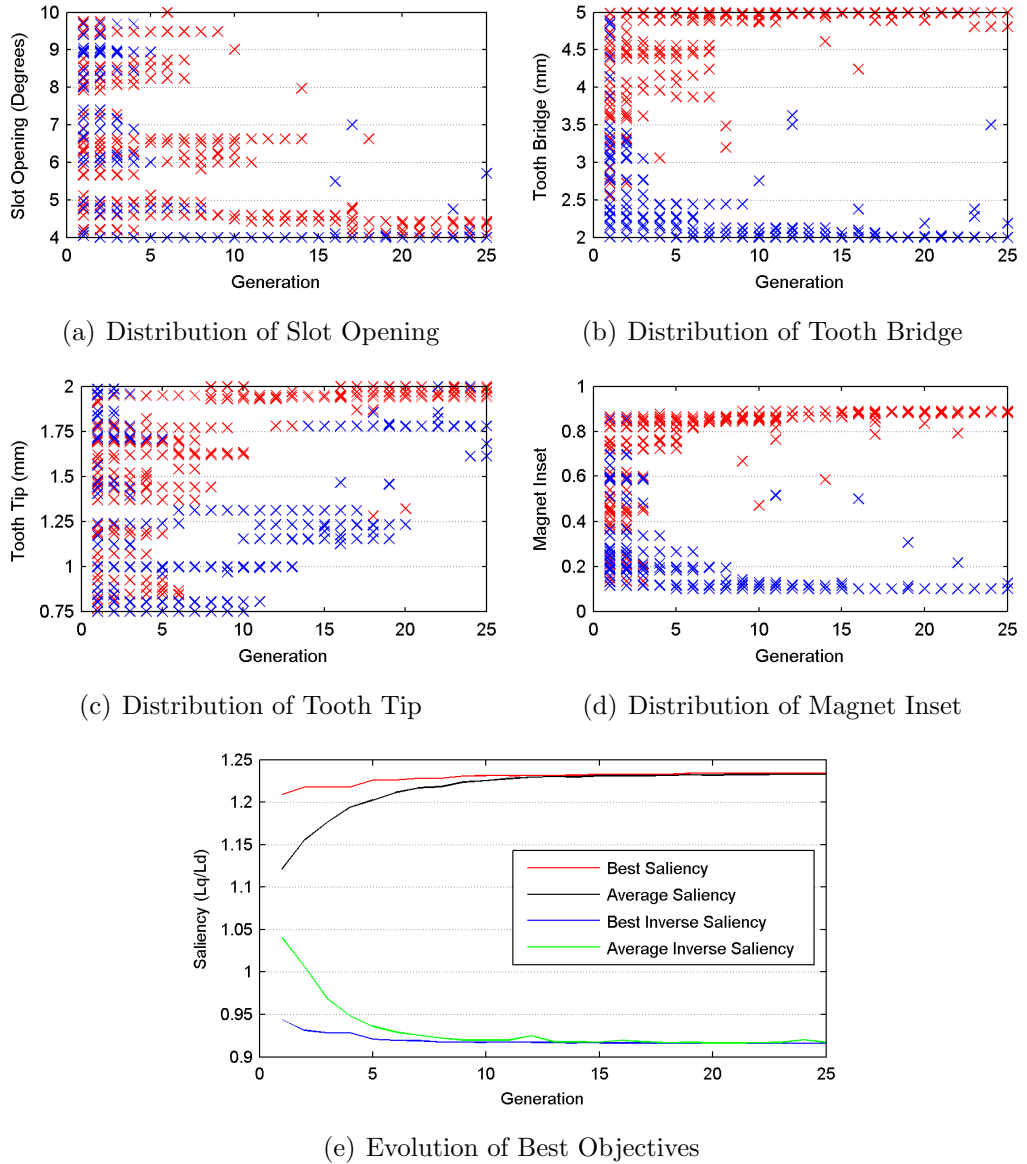 10
9
8
7
6
5
4
0 5 10 15 20 25
Slot Opening (Degrees)
Generation
(a) Distribution of Slot Opening
5
4.5
4
3.5
3
2.5
2
0 5 10 15 20 25
Tooth Bridge (mm)
Generation
(b) Distribution of Tooth Bridge
2
1.75
1.5
1.25
1
0.75
0 5 10 15 20 25
Tooth Tip (mm)
Generation
(c) Distribution of Tooth Tip
1
0.8
0.6
0.4
0.2
0
0 5 10 15 20 25
Magnet Inset
Generation
(d) Distribution of Magnet Inset
1.25
1.2
1.15
1.1
1.05
1
0.95
0.9
0 5 10 15 20 25
Saliency (Lq/Ld)
Generation
Best Saliency
Average Saliency
Best Inverse Saliency
Average Inverse Saliency
(e) Evolution of Best Objectives